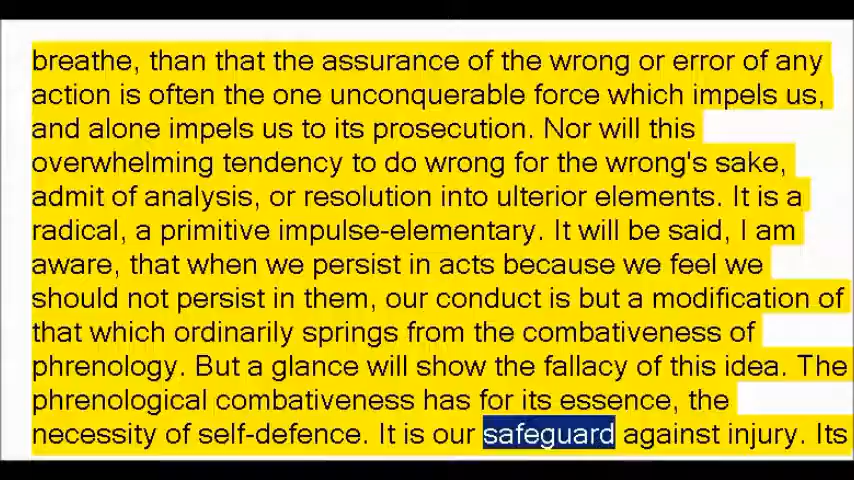 breathe, than that the assurance of the wrong or error of any
action is often the one unconquerable force which impels us,
and alone impels us to its prosecution. Nor will this
overwhelming tendency to do wrong for the wrong's sake,
admit of analysis, or resolution into ulterior elements. It is a
radical, a primitive impulse-elementary. It will be said, I am
aware, that when we persist in acts because we feel we
should not persist in them, our conduct is but a modification of
that which ordinarily springs from the combativeness of
phrenology. But a glance will show the fallacy of this idea. The
phrenological combativeness has for its essence, the
necessity of self-defence. It is our safeguard against injury. Its